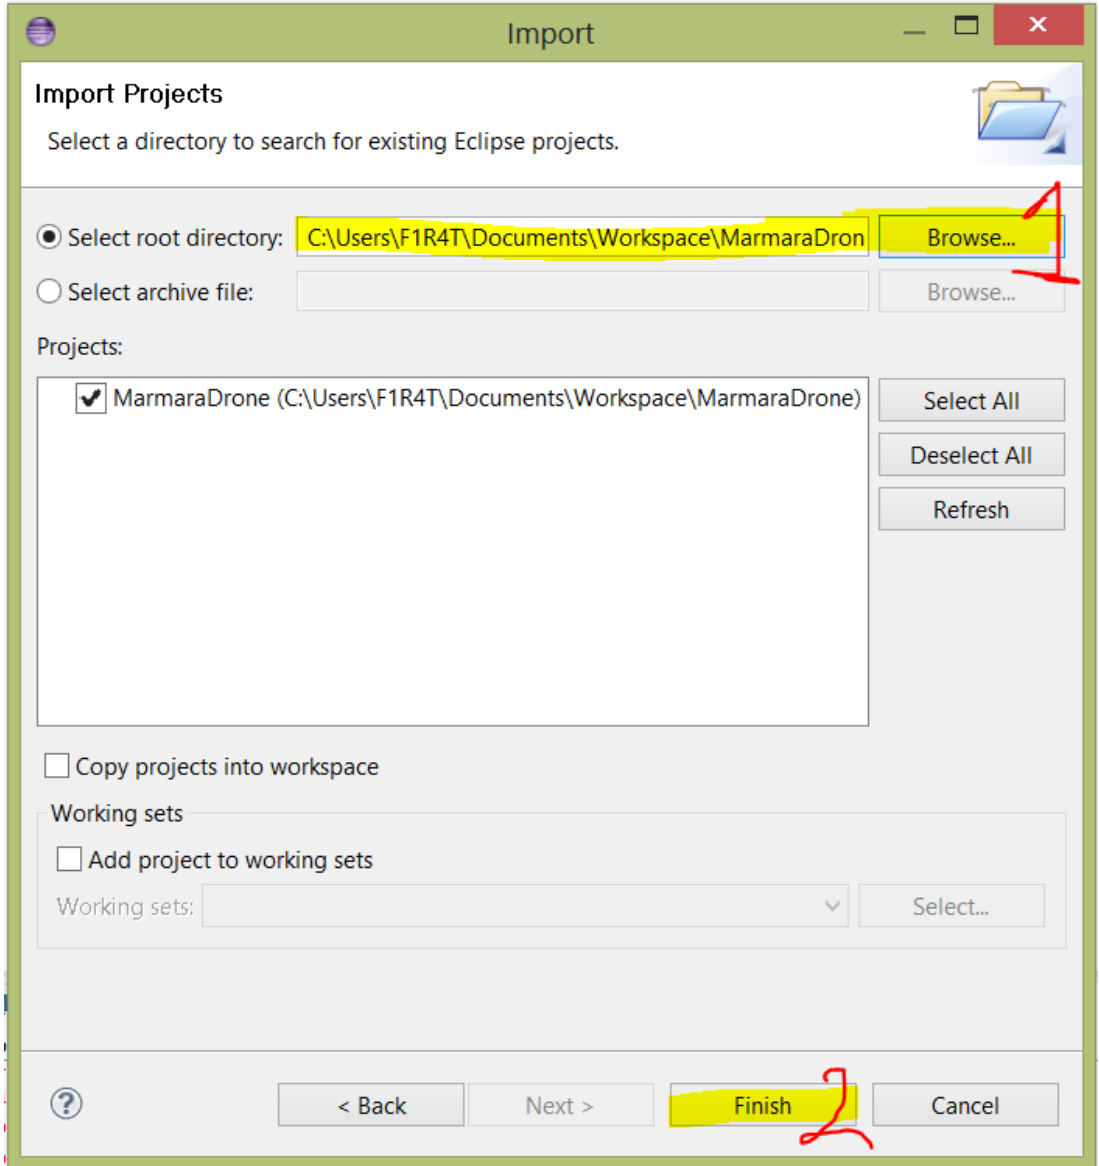 Import
Import Projects
Select a directory to search for existing Eclipse projects.
1
Select root directory: C:\Users\F1R4T\Documents\Workspace\MarmaraDron Browse...
Select archive file: Browse...
Projects:
MarmaraDrone (C:\Users\F1R4T\Documents\Workspace\MarmaraDrone) Select All
Deselect All
Refresh
Copy projects into workspace
Working sets
Add project to working sets
Working sets: Select...
? < Back Next > Finish 2 Cancel